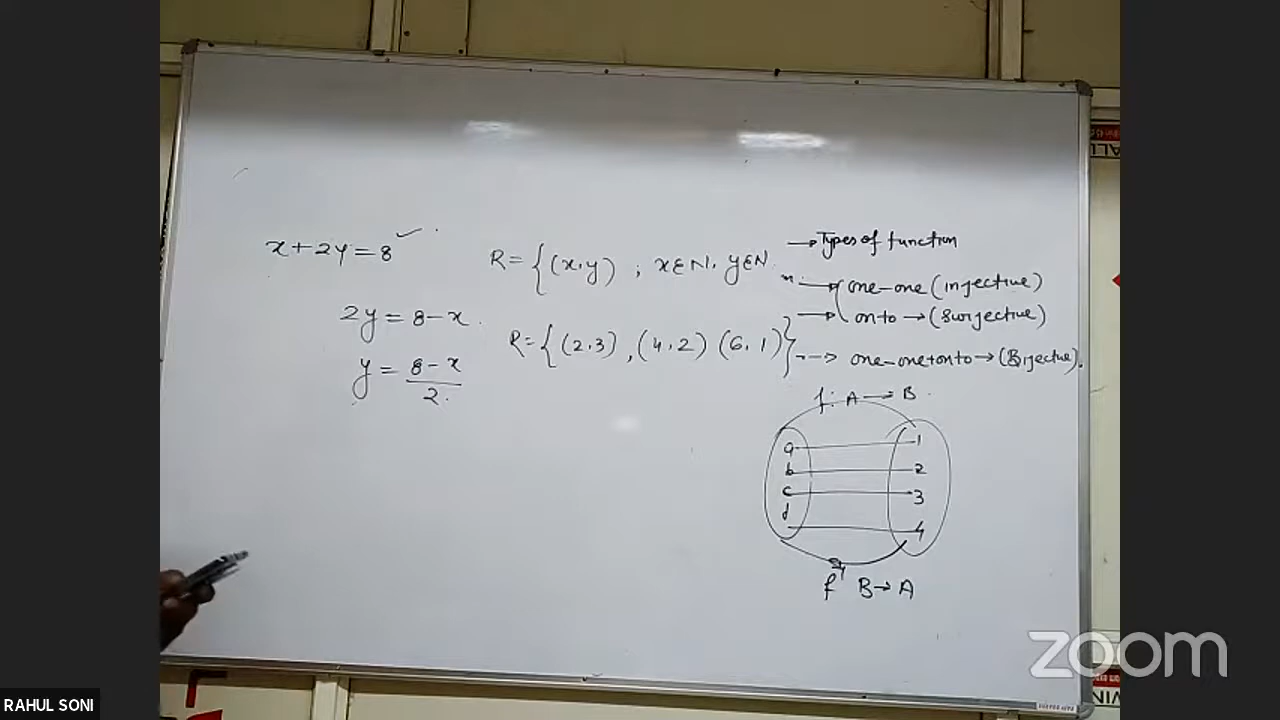 x+2y=8
2y=8-x
y=8-x/2
R={(x,y), x∈N, y∈N
R={(2,3),(4,2)(6,1)}
→Types of function
→one-one(injective)
→onto→(surjective)
-->one-one+onto→(Bijective).
f: A→B
a 1
b 2
c 3
d 4
f⁻¹ B→A
zoom
RAHUL SONI